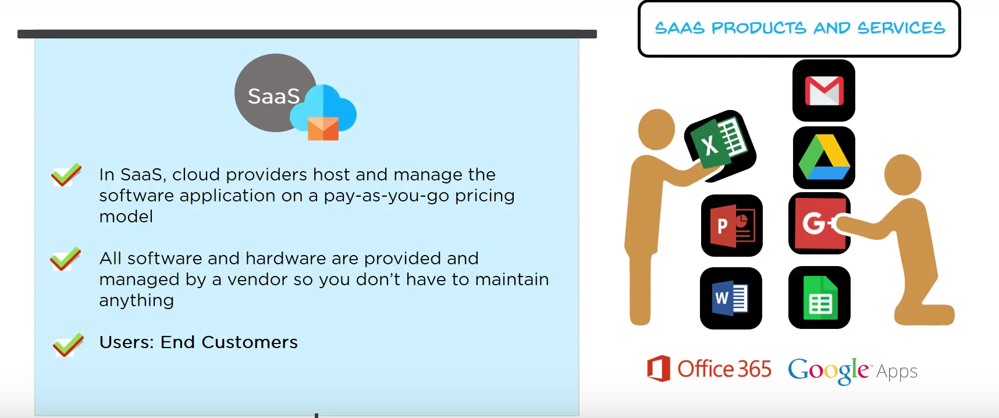 SAAS PRODUCTS AND SERVICES
SaaS
In SaaS, cloud providers host and manage the
software application on a pay-as-you-go pricing
model
All software and hardware are provided and
managed by a vendor so you don't have to maintain
anything
Users: End Customers
X
P
G+
W
Office 365
Google™ Apps